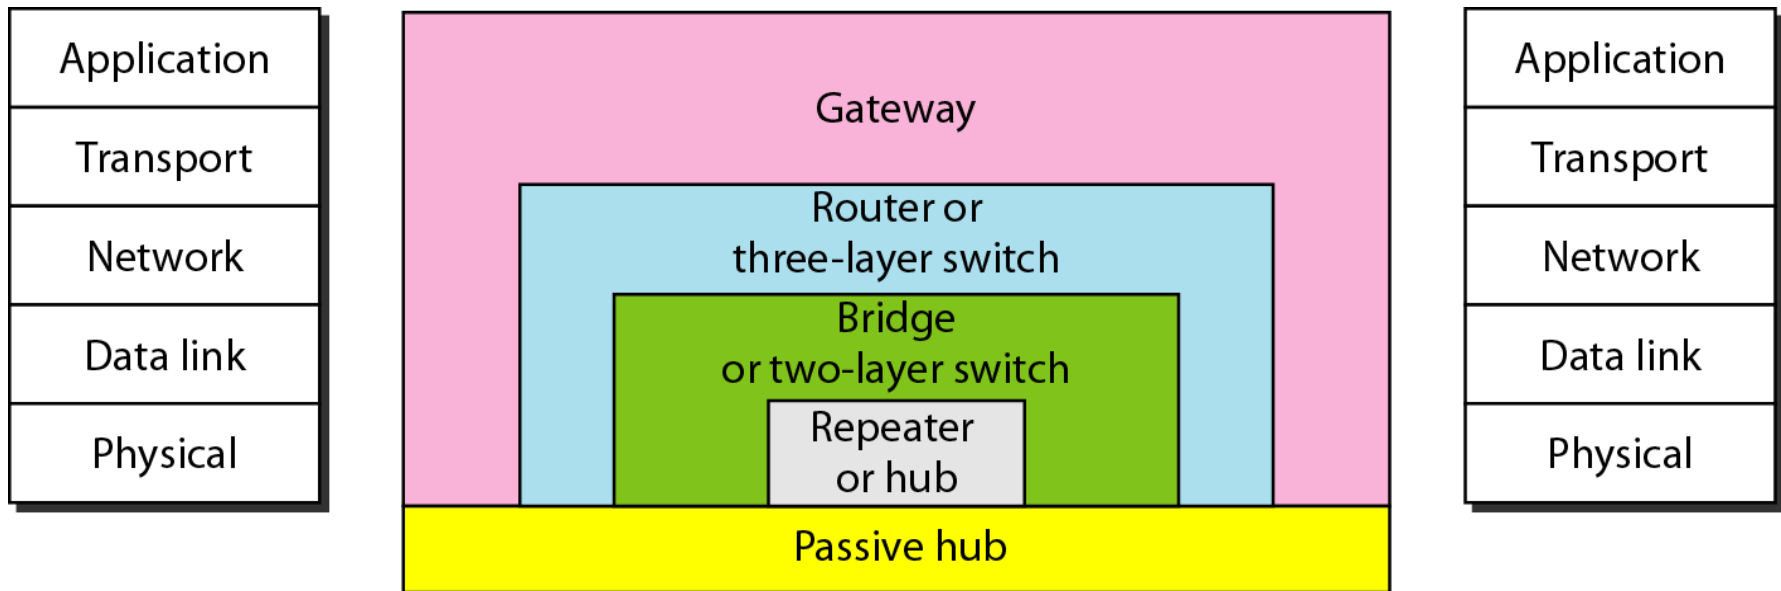 Application
Transport
Network
Data link
Physical
Gateway
Router or
three-layer switch
Bridge
or two-layer switch
Repeater
or hub
Passive hub
Application
Transport
Network
Data link
Physical